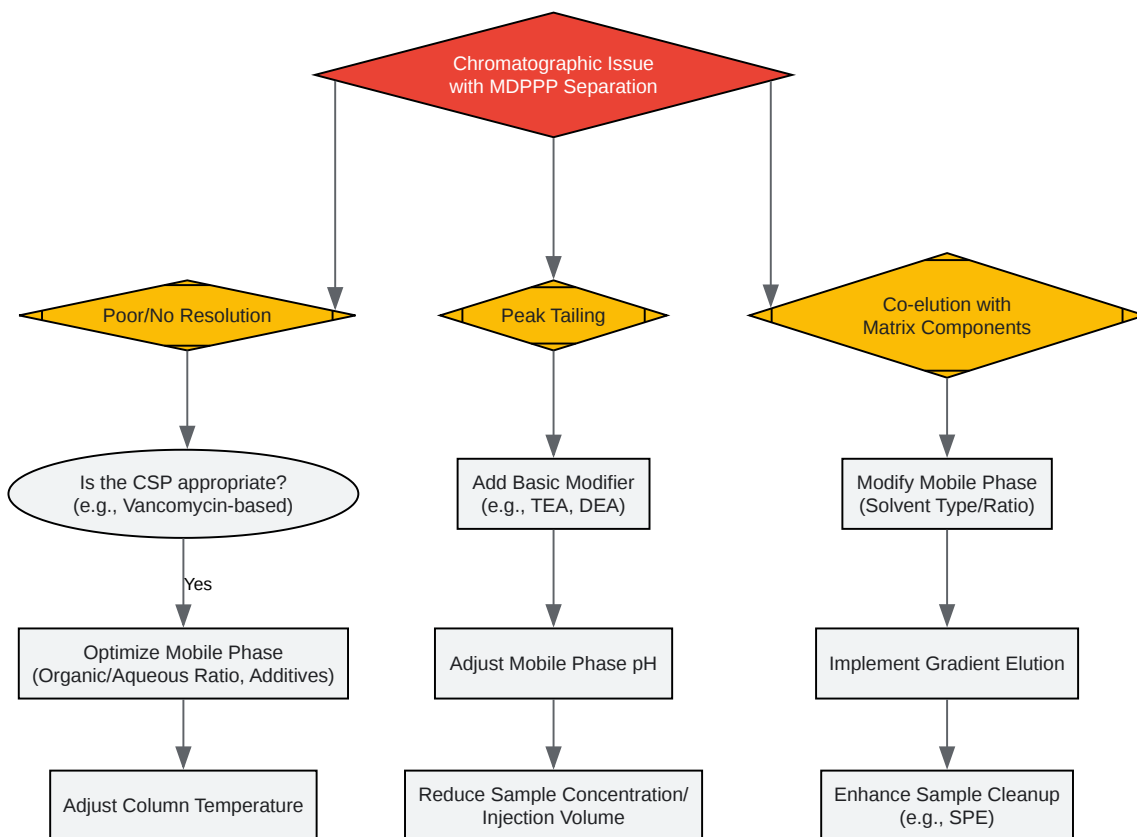 Chromatographic Issue
with MDPPP Separation
Poor/No Resolution
Peak Tailing
Co-elution with
Matrix Components
Is the CSP appropriate?
(e.g., Vancomycin-based)
Add Basic Modifier
(e.g., TEA, DEA)
Modify Mobile Phase
(Solvent Type/Ratio)
Yes
Optimize Mobile Phase
(Organic/Aqueous Ratio, Additives)
Adjust Mobile Phase pH
Implement Gradient Elution
Adjust Column Temperature
Reduce Sample Concentration/
Injection Volume
Enhance Sample Cleanup
(e.g., SPE)